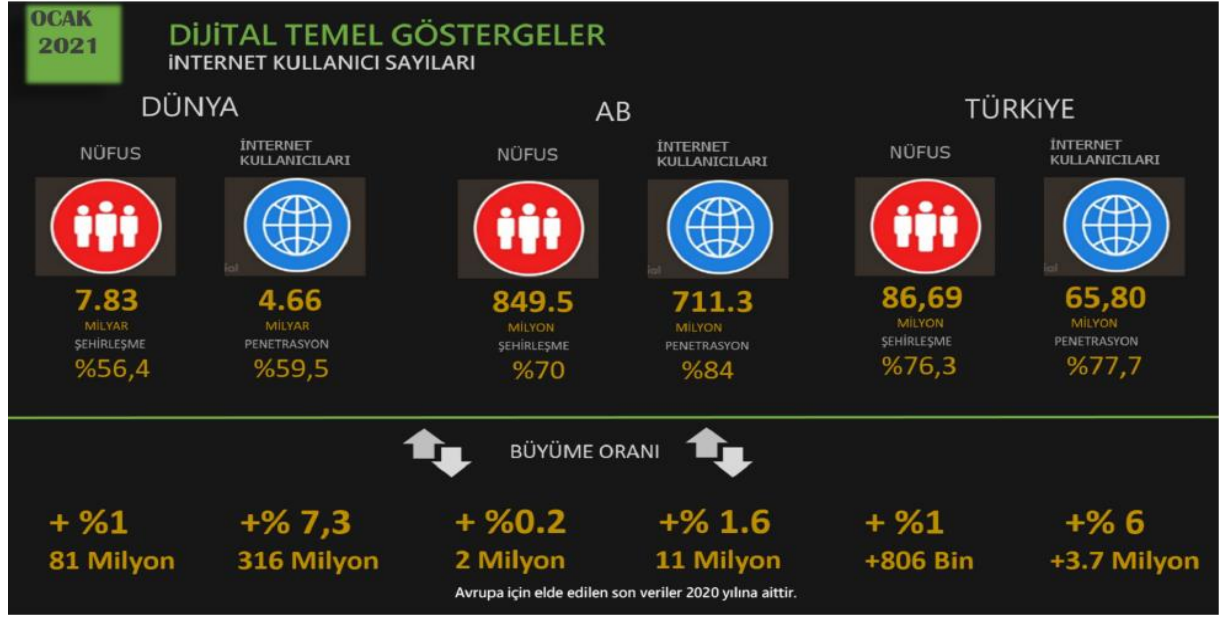 OCAK
2021
DİJİTAL TEMEL GÖSTERGELER
İNTERNET KULLANICI SAYILARI
DÜNYA
AB
TÜRKİYE
NÜFUS
İNTERNET
KULLANICILARI
NÜFUS
İNTERNET
KULLANICILARI
NÜFUS
İNTERNET
KULLANICILARI
7.83
MİLYAR
ŞEHİRLEŞME
%56,4
4.66
MİLYAR
PENETRASYON
%59,5
849.5
MİLYON
ŞEHİRLEŞME
%70
711.3
MİLYON
PENETRASYON
%84
86,69
MİLYON
ŞEHİRLEŞME
%76,3
65,80
MİLYON
PENETRASYON
%77,7
BÜYÜME ORANI
+ %1
81 Milyon
+% 7,3
316 Milyon
+ %0.2
2 Milyon
+% 1.6
11 Milyon
+ %1
+806 Bin
+% 6
+3.7 Milyon
Avrupa için elde edilen son veriler 2020 yılına aittir.